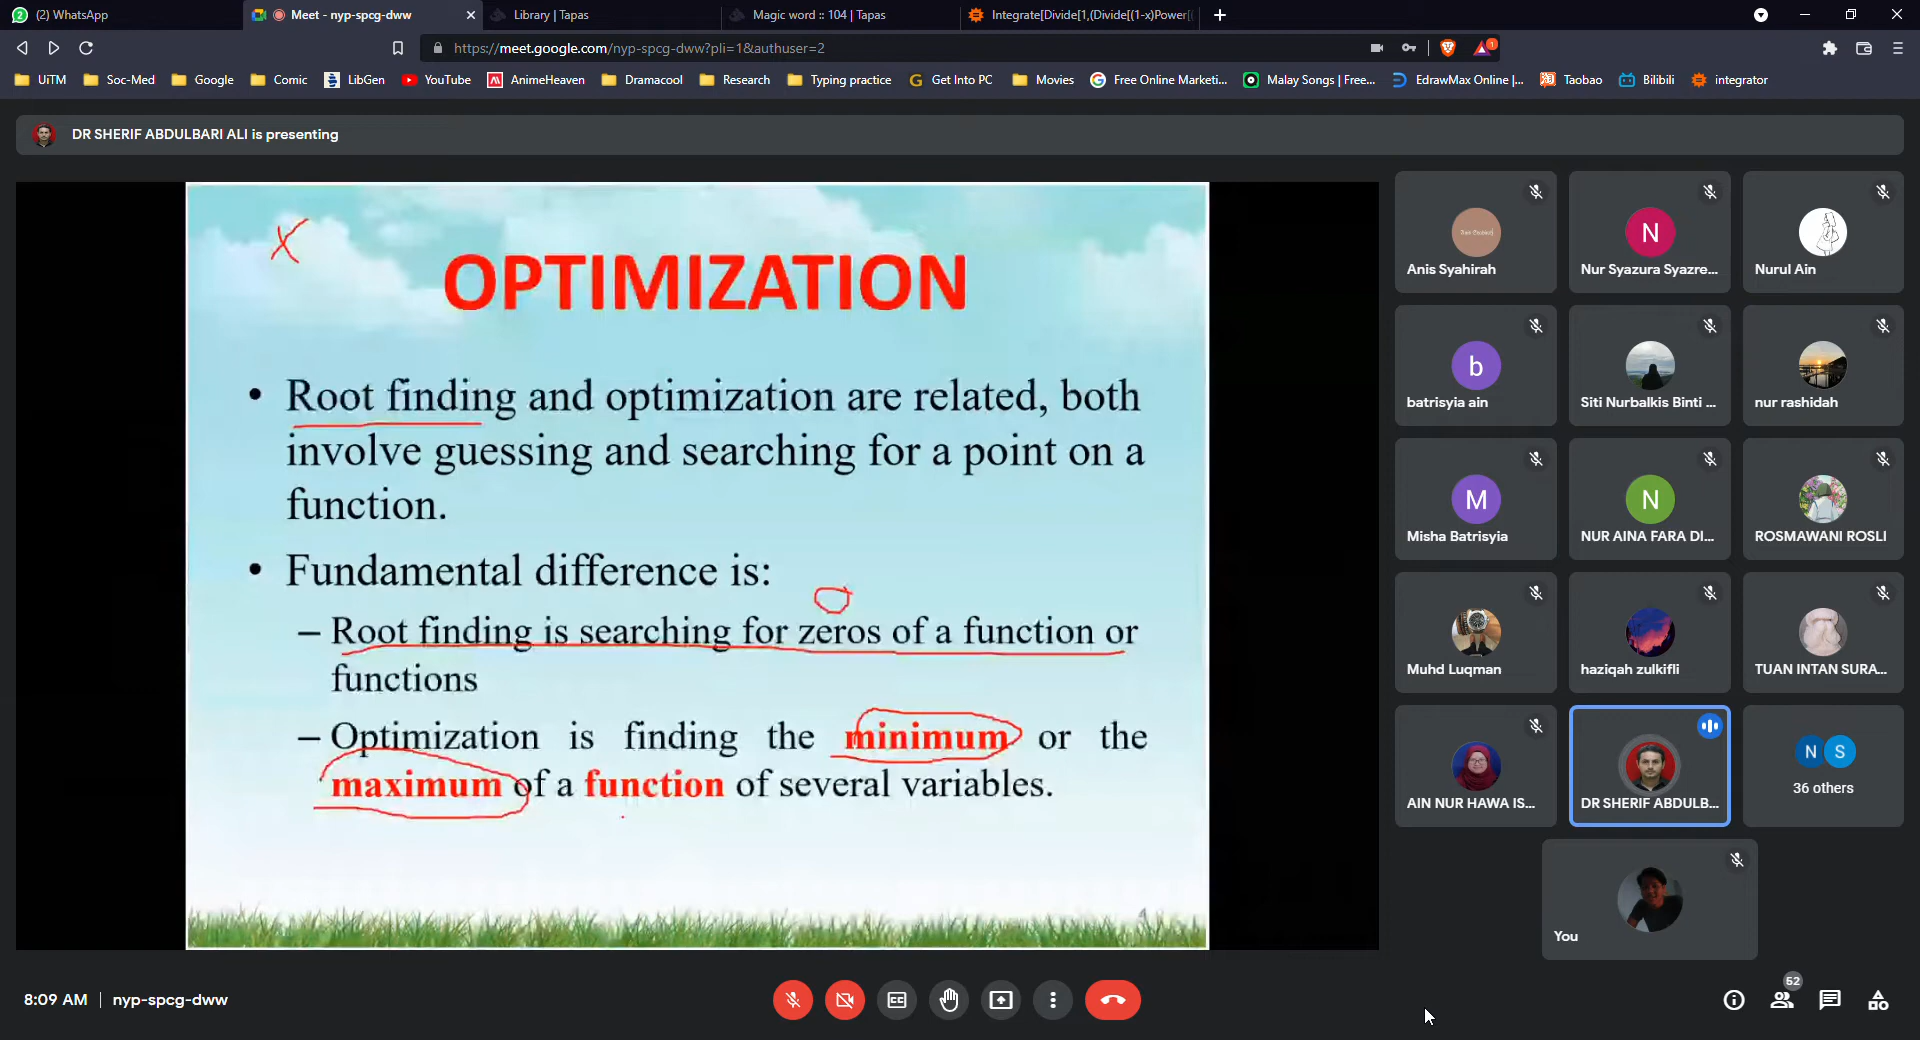 (2) WhatsApp
Meet - nyp-spcg-dww
Library | Tapas
Magic word :: 104 | Tapas
Integrate[Divide[1,(Divide[(1-x)Power[(
https://meet.google.com/nyp-spcg-dww?pli=1&authuser=2
1
UiTM Soc-Med Google Comic LibGen YouTube AnimeHeaven Dramacool Research Typing practice Get Into PC Movies Free Online Marketi... Malay Songs | Free... EdrawMax Online |... Taobao Bilibili integrator
DR SHERIF ABDULBARI ALI is presenting
X
OPTIMIZATION
• Root finding and optimization are related, both
involve guessing and searching for a point on a
function.
• Fundamental difference is:
– Root finding is searching for zeros of a function or
functions
– Optimization is finding the minimum or the
maximum of a function of several variables.
4
Anis Syahirah
N
Nur Syazura Syazre...
Nurul Ain
b
batrisyia ain
Siti Nurbalkis Binti ...
nur rashidah
M
Misha Batrisyia
N
NUR AINA FARA DI...
ROSMAWANI ROSLI
Muhd Luqman
haziqah zulkifli
TUAN INTAN SURA...
AIN NUR HAWA IS...
DR SHERIF ABDULB...
N S
36 others
You
8:09 AM | nyp-spcg-dww
52